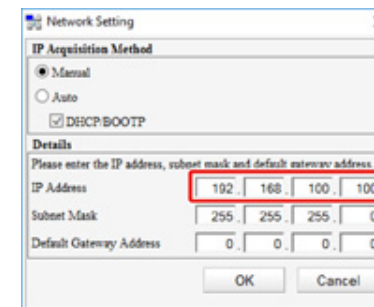 Network Setting
IP Acquisition Method
Manual
Auto
DHCP/BOOTP
Details
Please enter the IP address, subnet mask and default gateway address.
IP Address 192 . 168 . 100 . 100
Subnet Mask 255 . 255 . 255 . 0
Default Gateway Address 0 . 0 . 0 . 0
OK Cancel